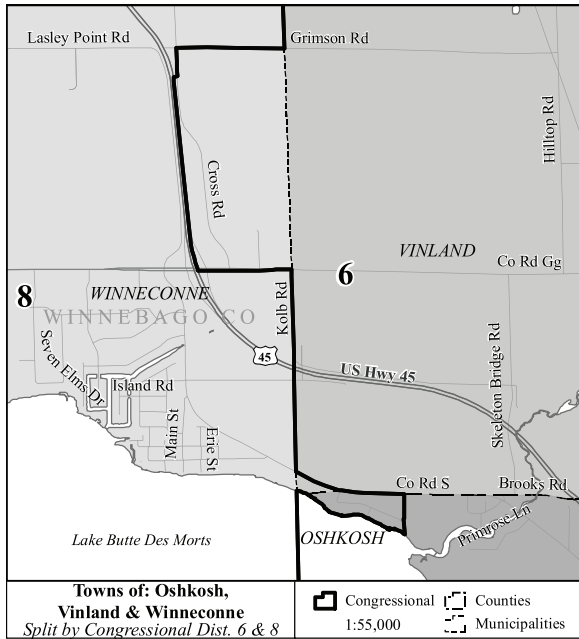 Lasley Point Rd
Grimson Rd
Hilltop Rd
Cross Rd
VINLAND
Co Rd Gg
6
8
WINNECONNE
WINNEBAGO CO
Kolb Rd
45
US Hwy 45
Seven Elms Dr
Island Rd
Skeleton Bridge Rd
Main St
Erie St
Co Rd S
Brooks Rd
Primrose Ln
OSHKOSH
Lake Butte Des Morts
Towns of: Oshkosh,
Vinland & Winneconne
Split by Congressional Dist. 6 & 8
Congressional
Counties
1:55,000
Municipalities